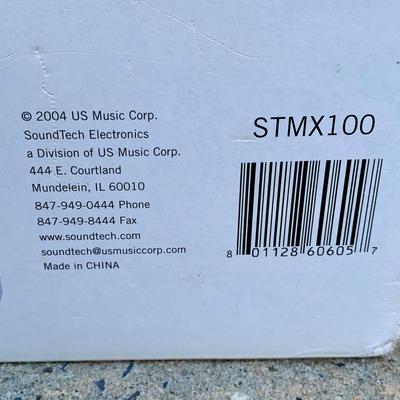 © 2004 US Music Corp.
SoundTech Electronics
a Division of US Music Corp.
444 E. Courtland
Mundelein, IL 60010
847-949-0444 Phone
847-949-8444 Fax
www.soundtech.com
soundtech@usmusiccorp.com
Made in CHINA
STMX100
8 01128 60605 7